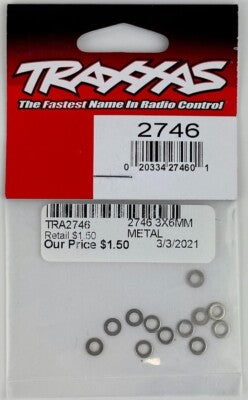 TRAXXAS
The Fastest Name In Radio Control
2746
0 20334 27460 1
TRA2746 2746 3X6MM
Retail $1.50 METAL
Our Price $1.50 3/3/2021